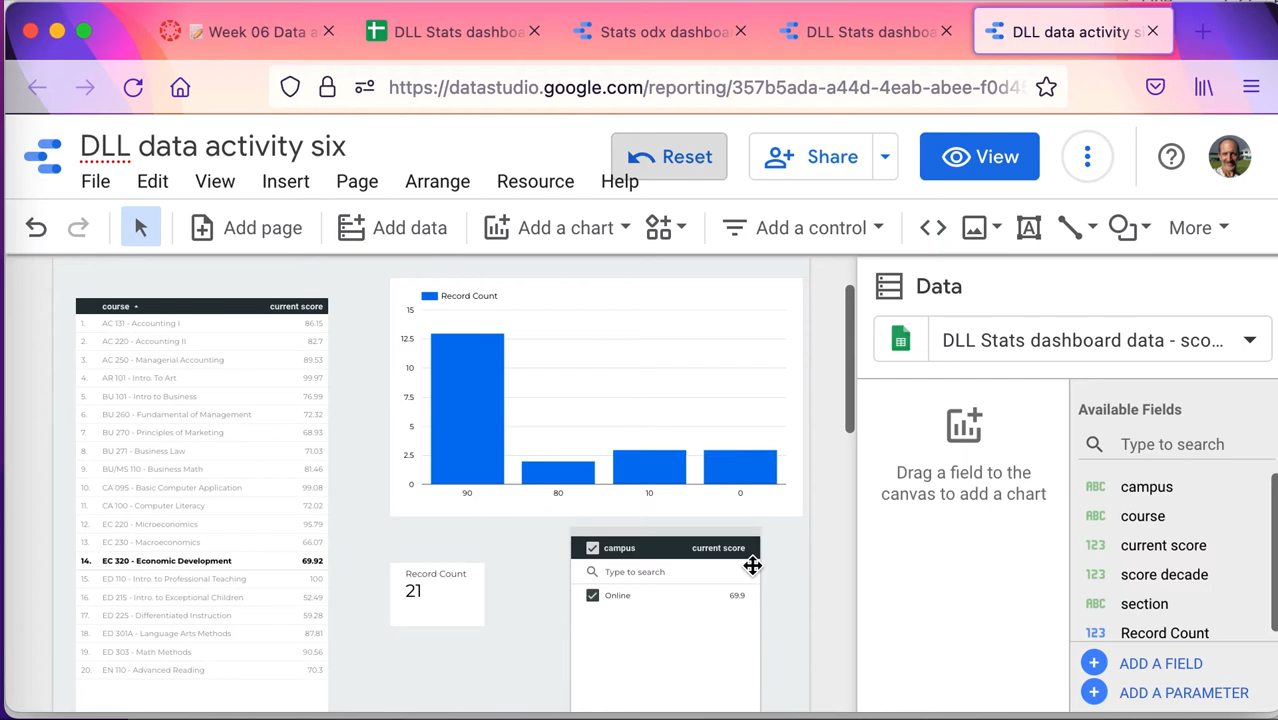 Week 06 Data a
DLL Stats dashboa
Stats odx dashboa
DLL Stats dashboa
DLL data activity si
https://datastudio.google.com/reporting/357b5ada-a44d-4eab-abee-f0d45
DLL data activity six
Reset
Share
View
File Edit View Insert Page Arrange Resource Help
Add page
Add data
Add a chart
Add a control
More
course current score
1. AC 131 - Accounting I 86.15
2. AC 220 - Accounting II 82.7
3. AC 250 - Managerial Accounting 89.53
4. AR 101 - Intro. To Art 99.97
5. BU 101 - Intro to Business 76.99
6. BU 260 - Fundamental of Management 72.32
7. BU 270 - Principles of Marketing 68.93
8. BU 271 - Business Law 71.03
9. BU/MS 110 - Business Math 81.46
10. CA 095 - Basic Computer Application 99.08
11. CA 100 - Computer Literacy 72.02
12. EC 220 - Microeconomics 95.79
13. EC 230 - Macroeconomics 66.07
14. EC 320 - Economic Development 69.92
15. ED 110 - Intro. to Professional Teaching 100
16. ED 215 - Intro. to Exceptional Children 52.49
17. ED 225 - Differentiated Instruction 59.28
18. ED 301A - Language Arts Methods 87.81
19. ED 303 - Math Methods 90.56
20. EN 110 - Advanced Reading 70.3
Record Count
15
12.5
10
7.5
5
2.5
0
90 80 10 0
Record Count
21
campus current score
Type to search
Online 69.9
Data
DLL Stats dashboard data - sco...
Drag a field to the
canvas to add a chart
Available Fields
Type to search
ABC campus
ABC course
123 current score
123 score decade
ABC section
123 Record Count
ADD A FIELD
ADD A PARAMETER